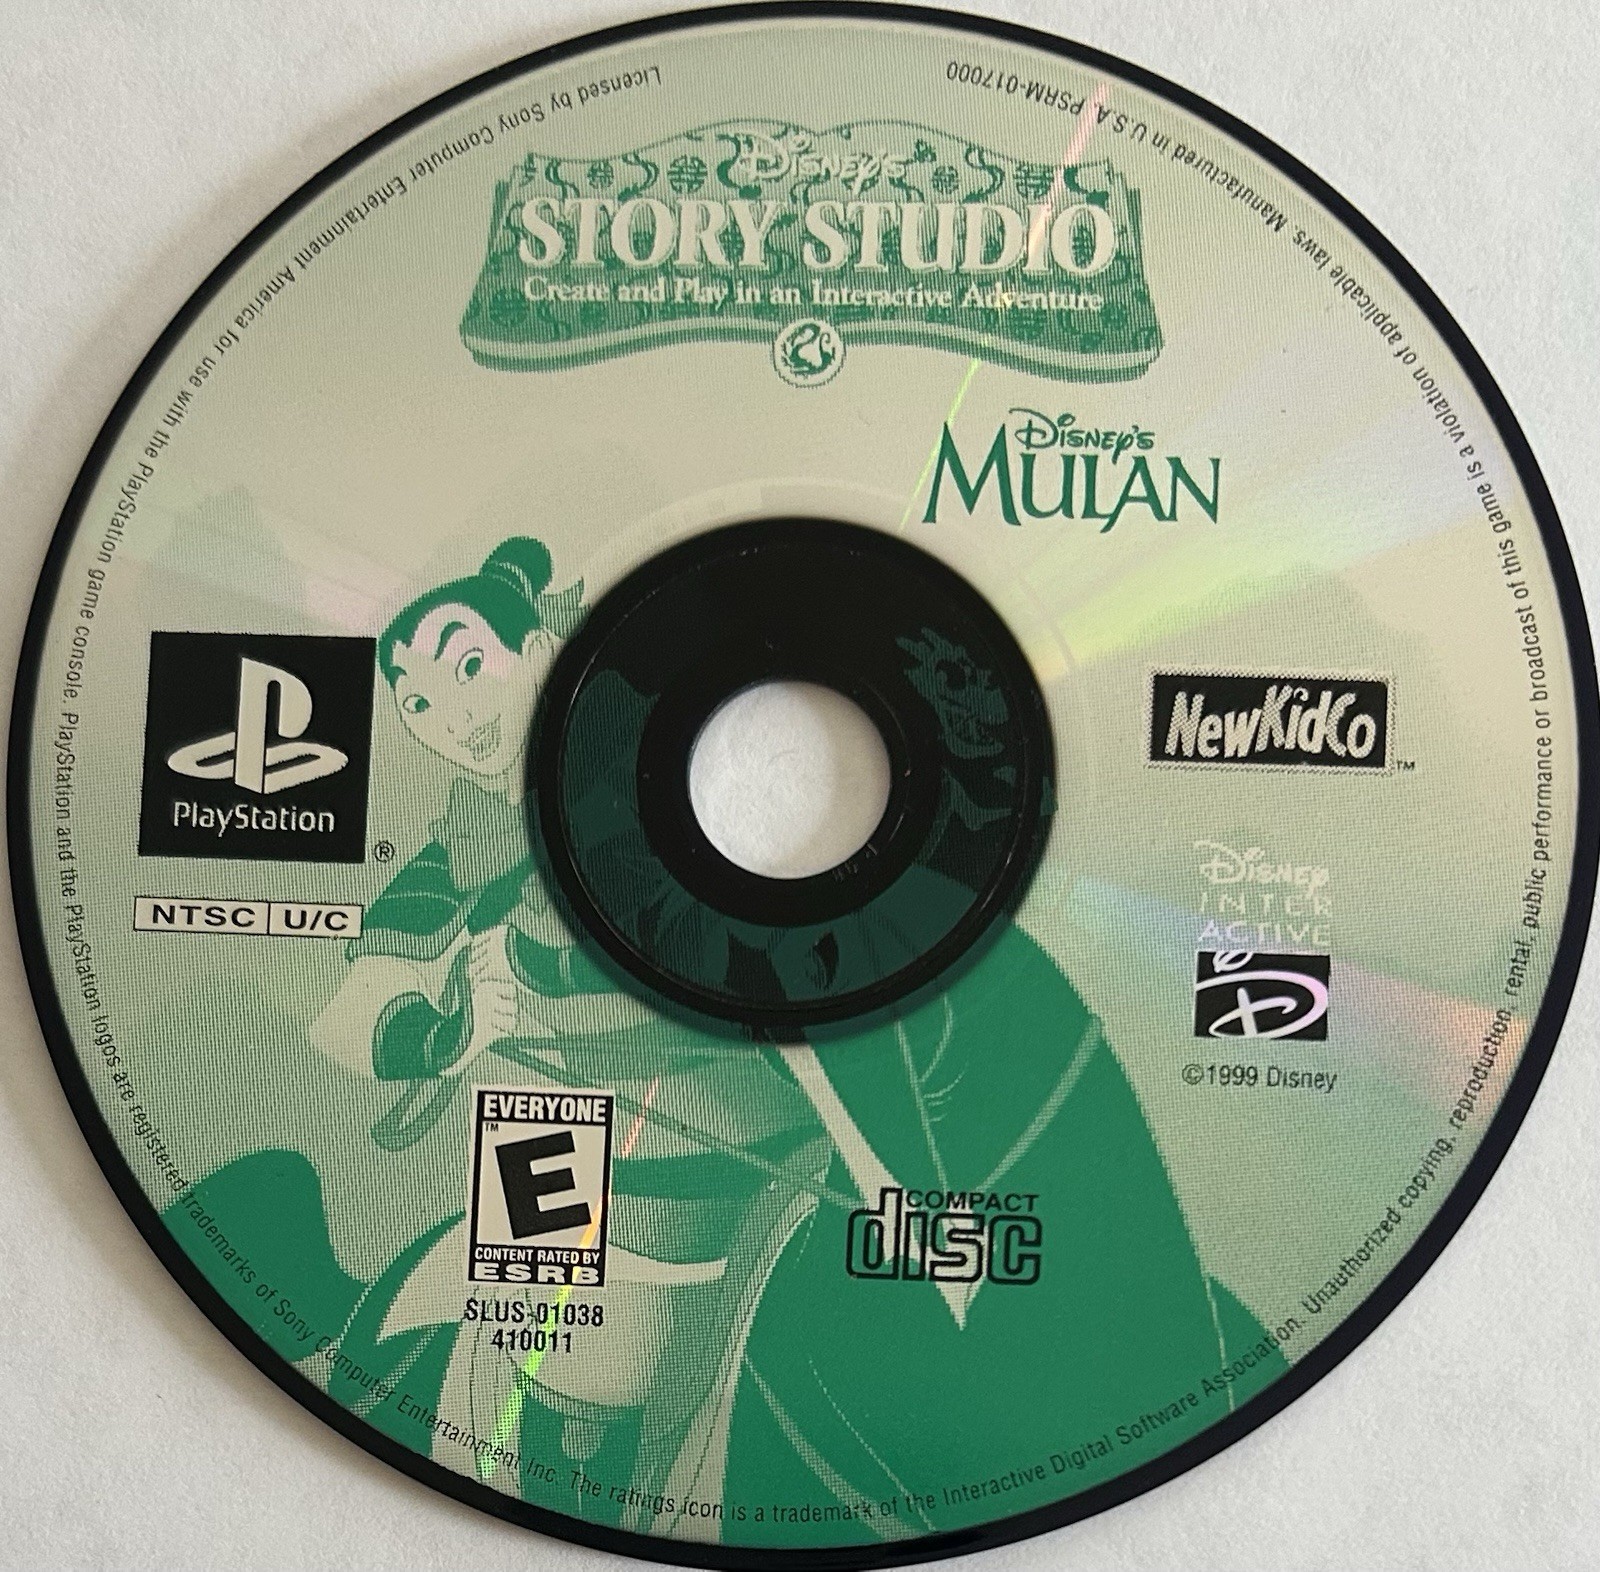 Disney's
STORY STUDIO
Create and Play in an Interactive Adventure
Disney's
MULAN
PlayStation
®
NTSC U/C
NewKidCo
™
Disney
INTER
ACTIVE
D
©1999 Disney
EVERYONE
™
E
CONTENT RATED BY
ESRB
SLUS-01038
410011
COMPACT
disc
Licensed by Sony Computer Entertainment America for use with the PlayStation game console. PlayStation and the PlayStation logos are registered trademarks of Sony Computer Entertainment Inc. The ratings icon is a trademark of the Interactive Digital Software Association. Unauthorized copying, reproduction, rental, public performance or broadcast of this game is a violation of applicable laws. Manufactured in U.S.A. PSRM-017000